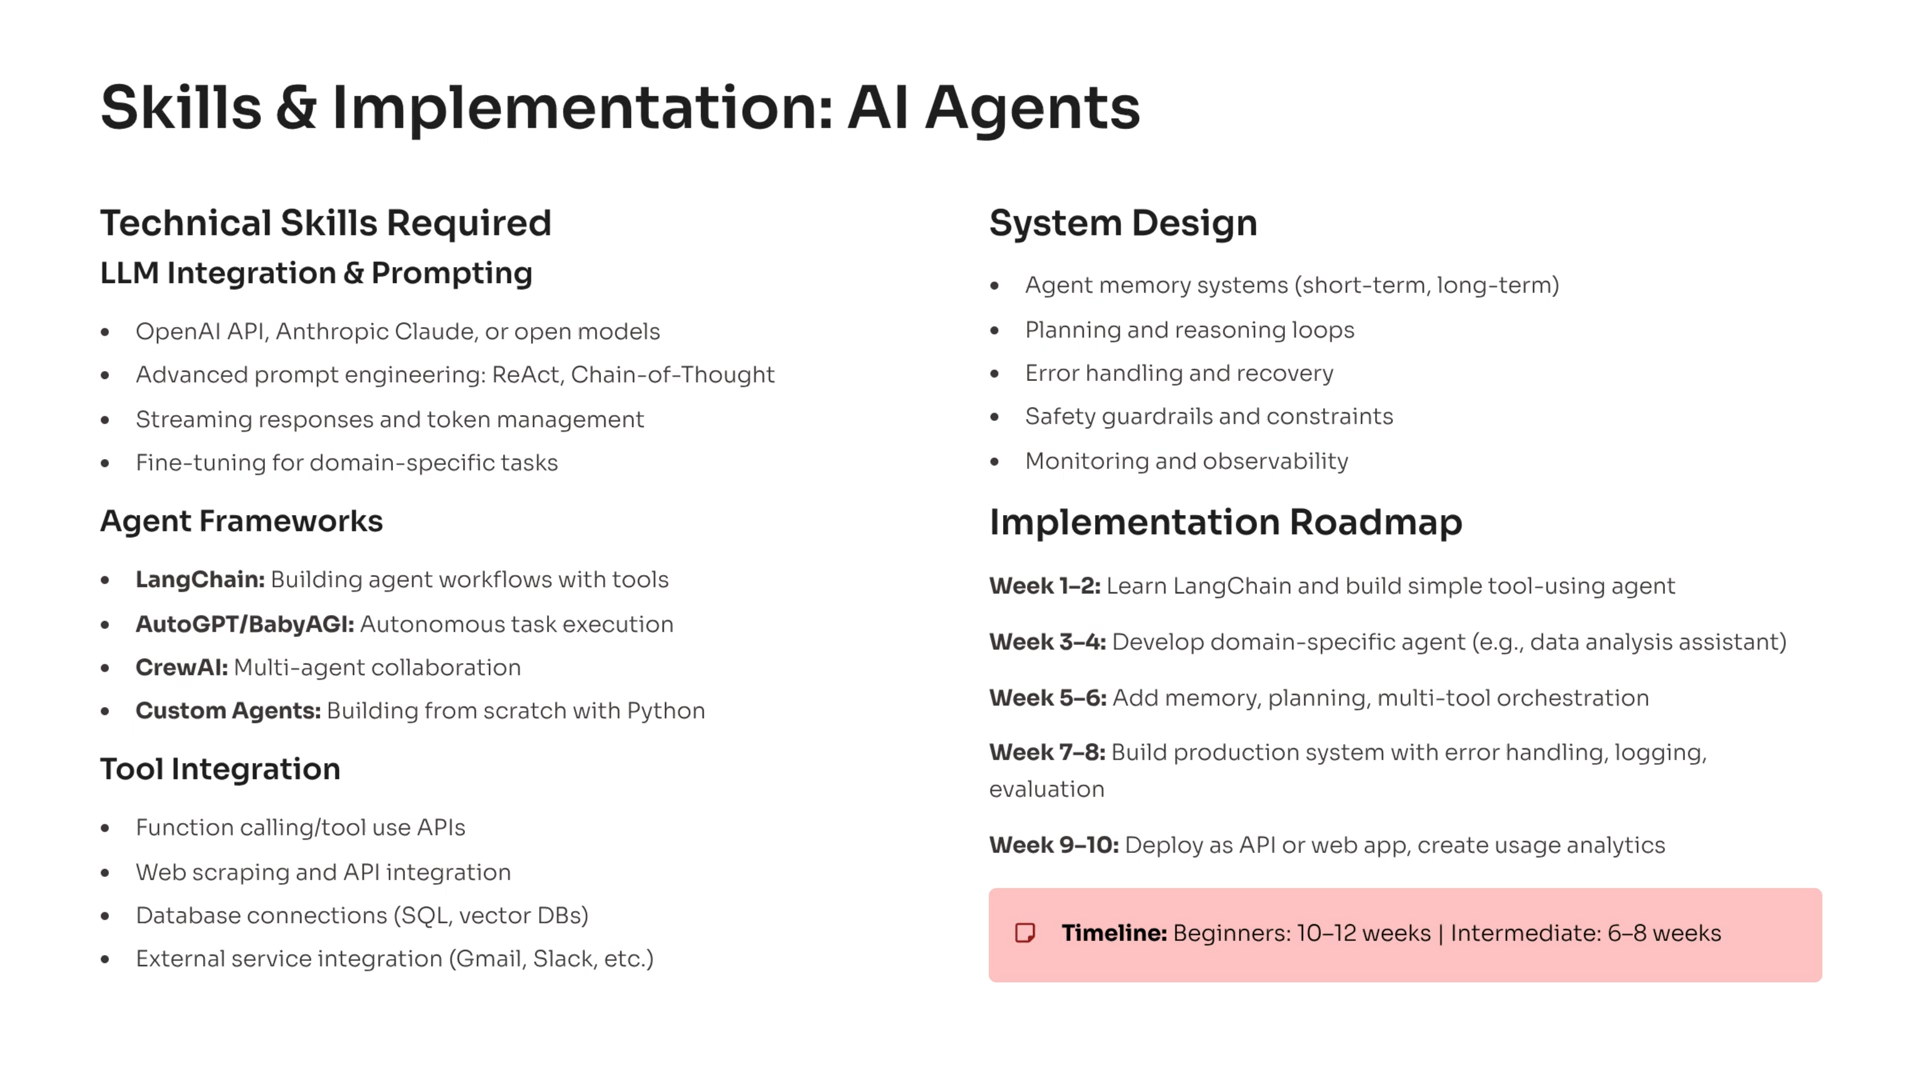 Skills & Implementation: AI Agents
Technical Skills Required
LLM Integration & Prompting
• OpenAI API, Anthropic Claude, or open models
• Advanced prompt engineering: ReAct, Chain-of-Thought
• Streaming responses and token management
• Fine-tuning for domain-specific tasks
Agent Frameworks
• LangChain: Building agent workflows with tools
• AutoGPT/BabyAGI: Autonomous task execution
• CrewAI: Multi-agent collaboration
• Custom Agents: Building from scratch with Python
Tool Integration
• Function calling/tool use APIs
• Web scraping and API integration
• Database connections (SQL, vector DBs)
• External service integration (Gmail, Slack, etc.)
System Design
• Agent memory systems (short-term, long-term)
• Planning and reasoning loops
• Error handling and recovery
• Safety guardrails and constraints
• Monitoring and observability
Implementation Roadmap
Week 1–2: Learn LangChain and build simple tool-using agent
Week 3–4: Develop domain-specific agent (e.g., data analysis assistant)
Week 5–6: Add memory, planning, multi-tool orchestration
Week 7–8: Build production system with error handling, logging,
evaluation
Week 9–10: Deploy as API or web app, create usage analytics
Timeline: Beginners: 10–12 weeks | Intermediate: 6–8 weeks